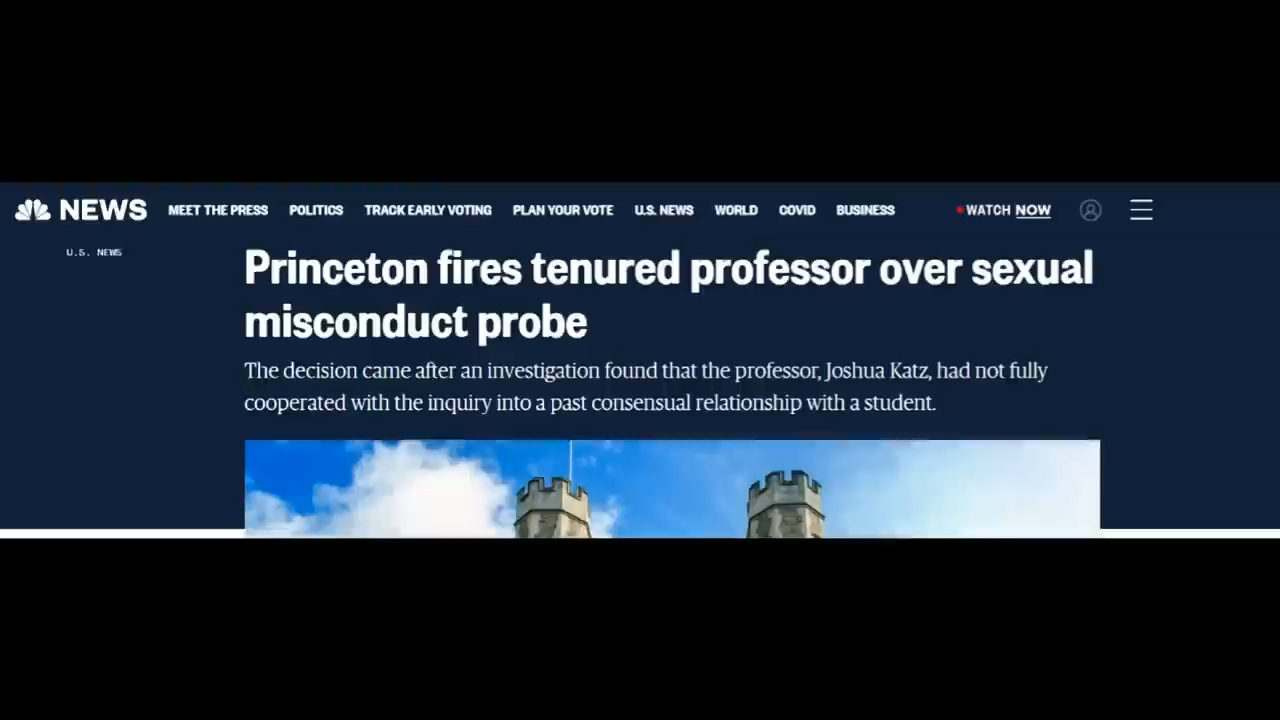 NEWS MEET THE PRESS POLITICS TRACK EARLY VOTING PLAN YOUR VOTE U.S. NEWS WORLD COVID BUSINESS WATCH NOW
U.S. NEWS
Princeton fires tenured professor over sexual
misconduct probe
The decision came after an investigation found that the professor, Joshua Katz, had not fully
cooperated with the inquiry into a past consensual relationship with a student.